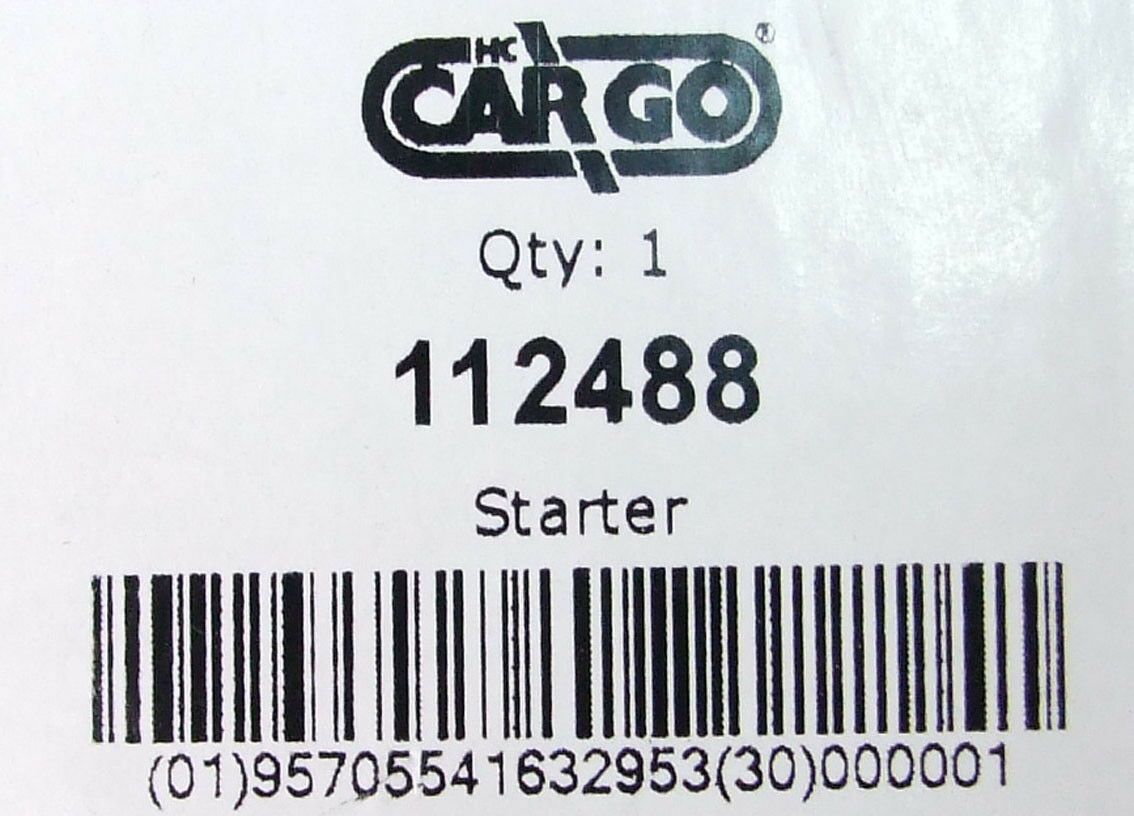 HC
CARGO®
Qty: 1
112488
Starter
(01)95705541632953(30)000001